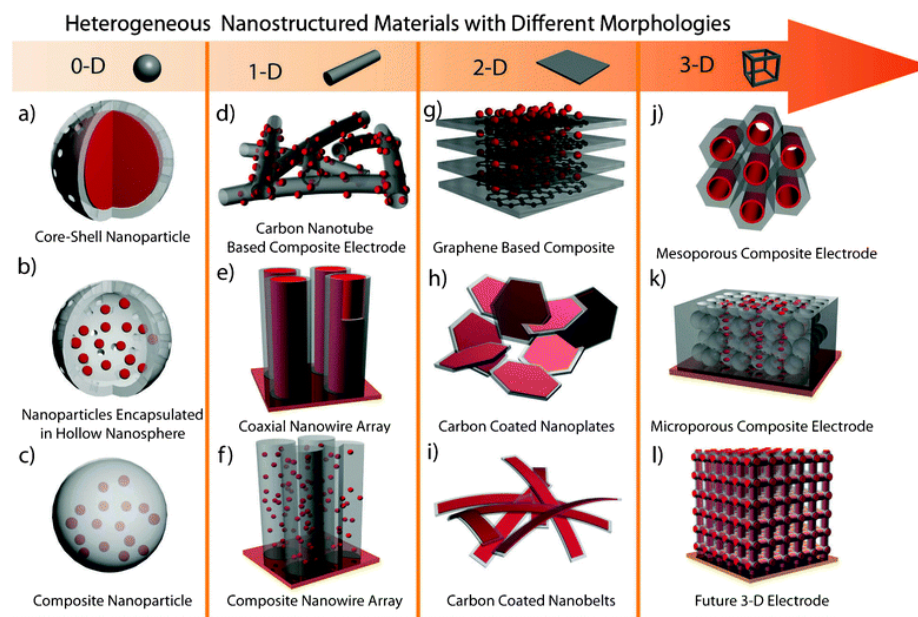 Heterogeneous Nanostructured Materials with Different Morphologies
0-D
1-D
2-D
3-D
a)
Core-Shell Nanoparticle
b)
Nanoparticles Encapsulated
in Hollow Nanosphere
c)
Composite Nanoparticle
d)
Carbon Nanotube
Based Composite Electrode
e)
Coaxial Nanowire Array
f)
Composite Nanowire Array
g)
Graphene Based Composite
h)
Carbon Coated Nanoplates
i)
Carbon Coated Nanobelts
j)
Mesoporous Composite Electrode
k)
Microporous Composite Electrode
l)
Future 3-D Electrode